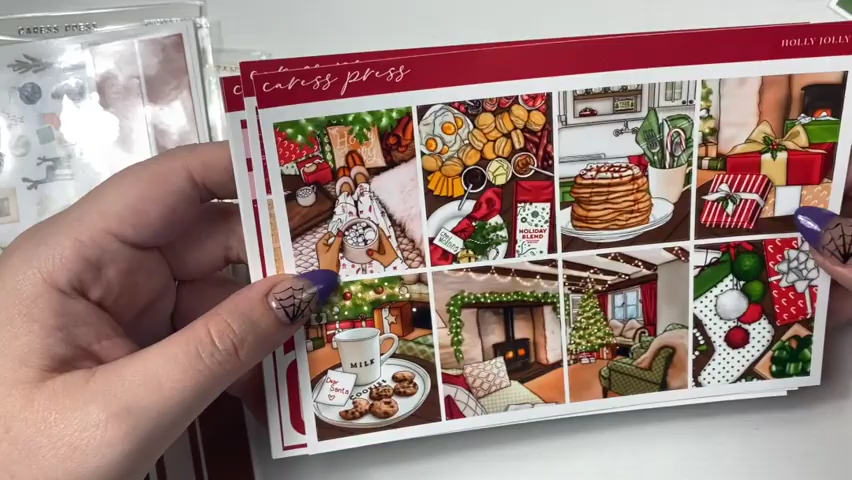 CARESS PRESS
caress press
HOLLY JOLLY
HOLIDAY
BLEND
MILK
Dear
Santa
COOKIES